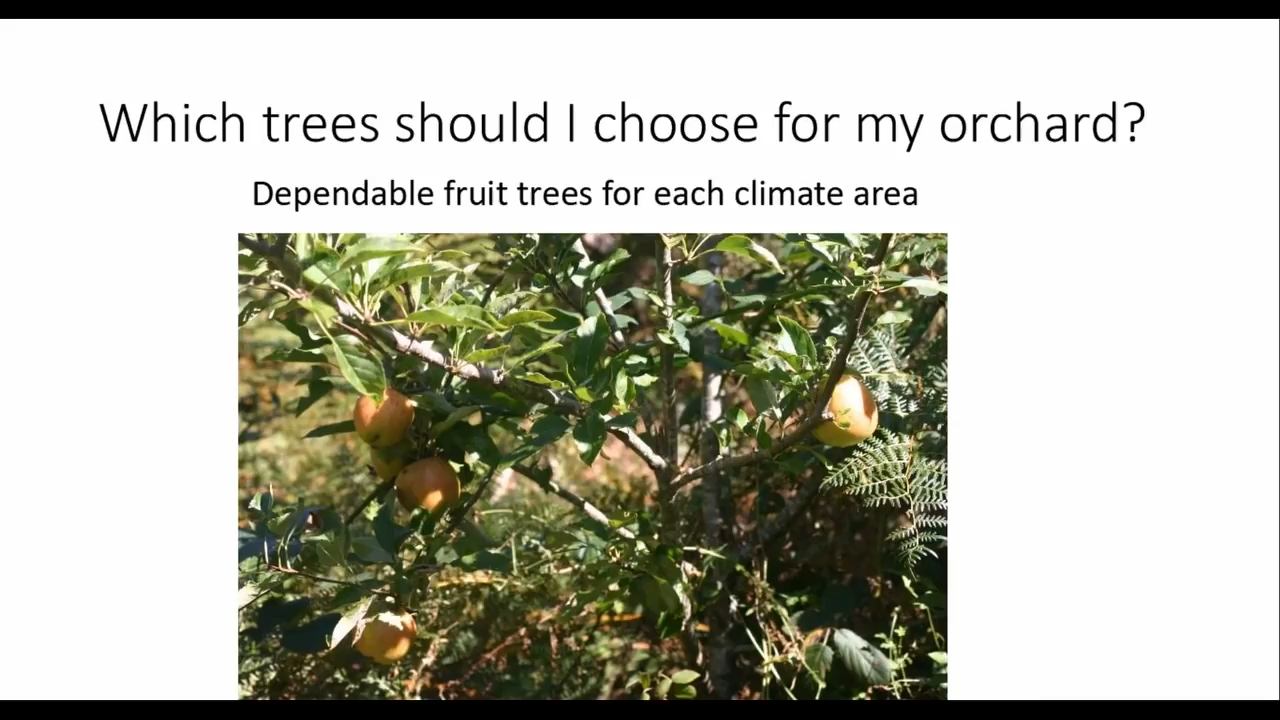 Which trees should I choose for my orchard?
Dependable fruit trees for each climate area